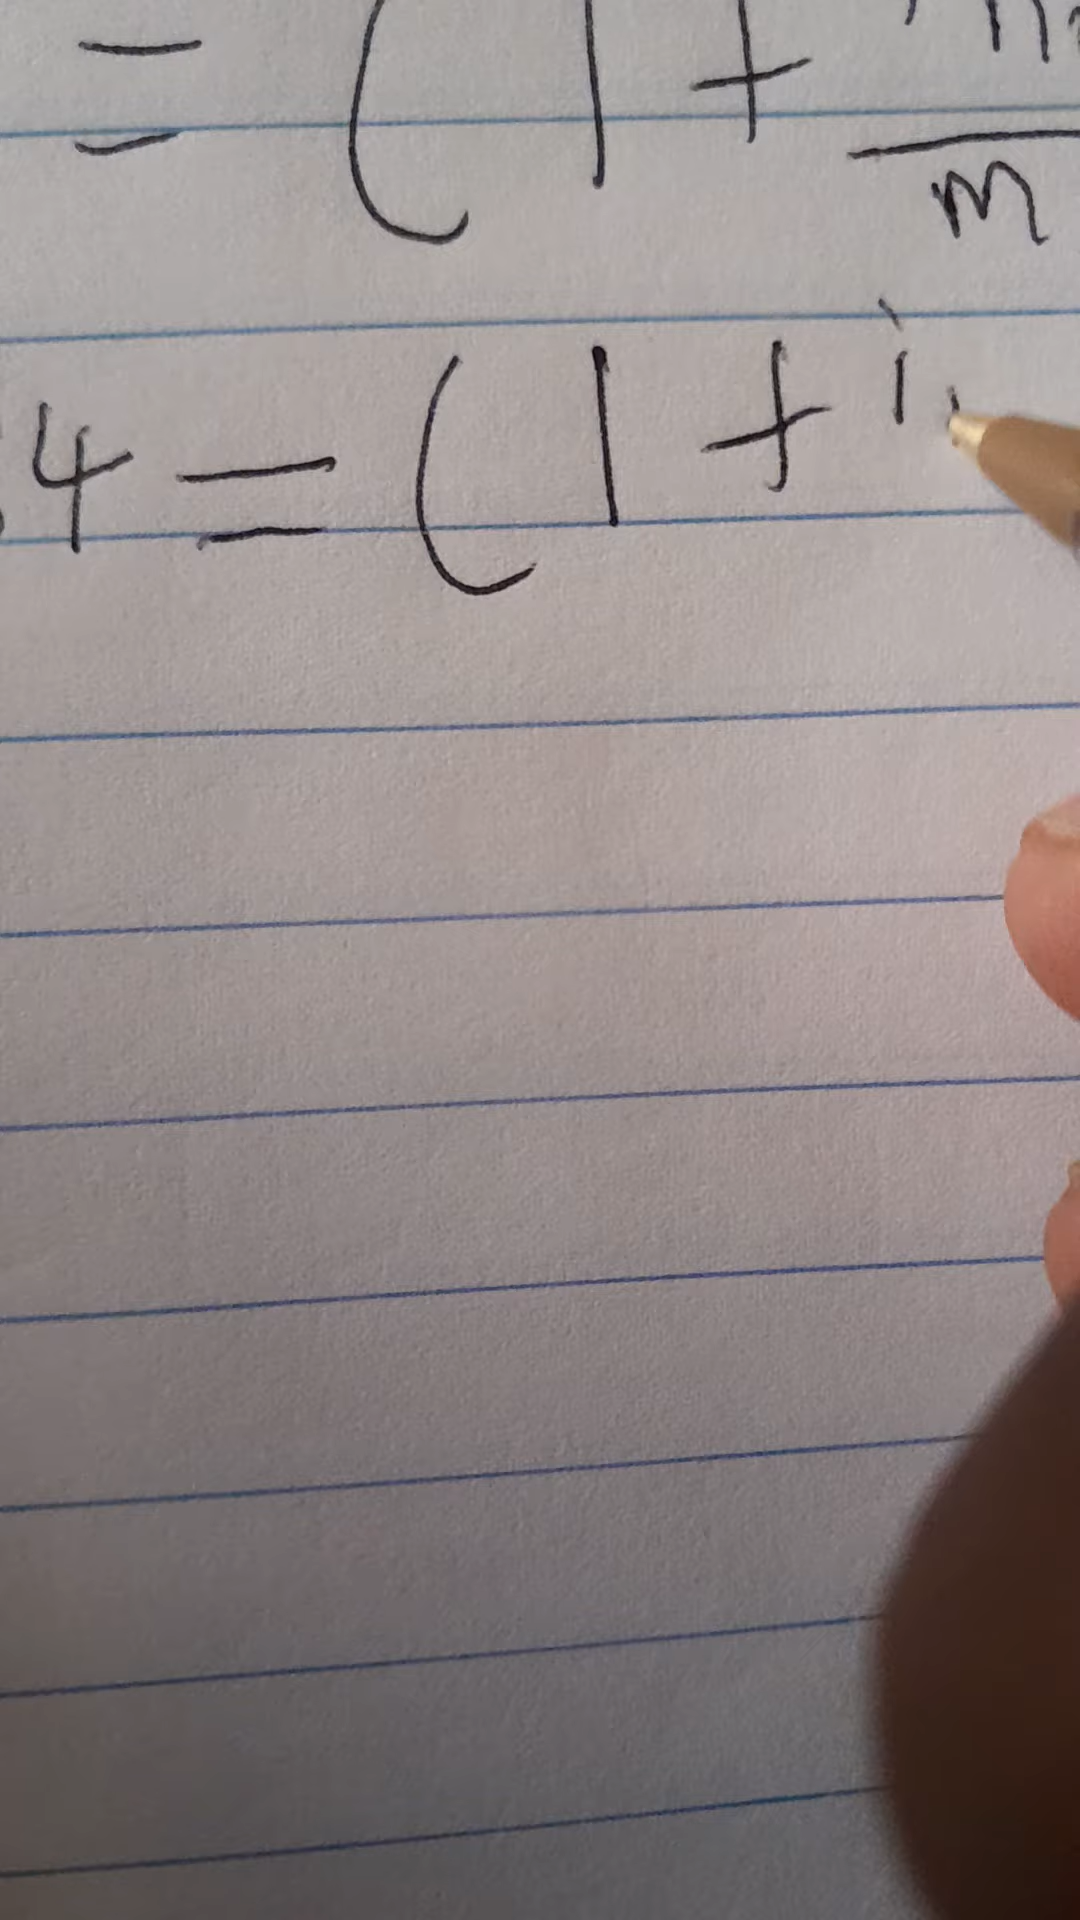 = (1 + 
m
4 = (1 + i